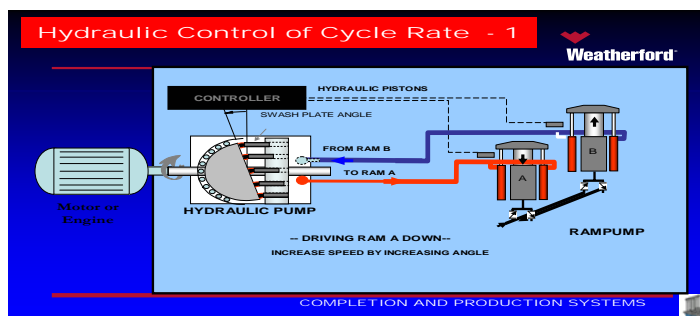 Hydraulic Control of Cycle Rate - 1
Weatherford
HYDRAULIC PISTONS
CONTROLLER
SWASH PLATE ANGLE
FROM RAM B
B
TO RAM A
A
Motor or
Engine
HYDRAULIC PUMP
RAMPUMP
-- DRIVING RAM A DOWN--
INCREASE SPEED BY INCREASING ANGLE
COMPLETION AND PRODUCTION SYSTEMS